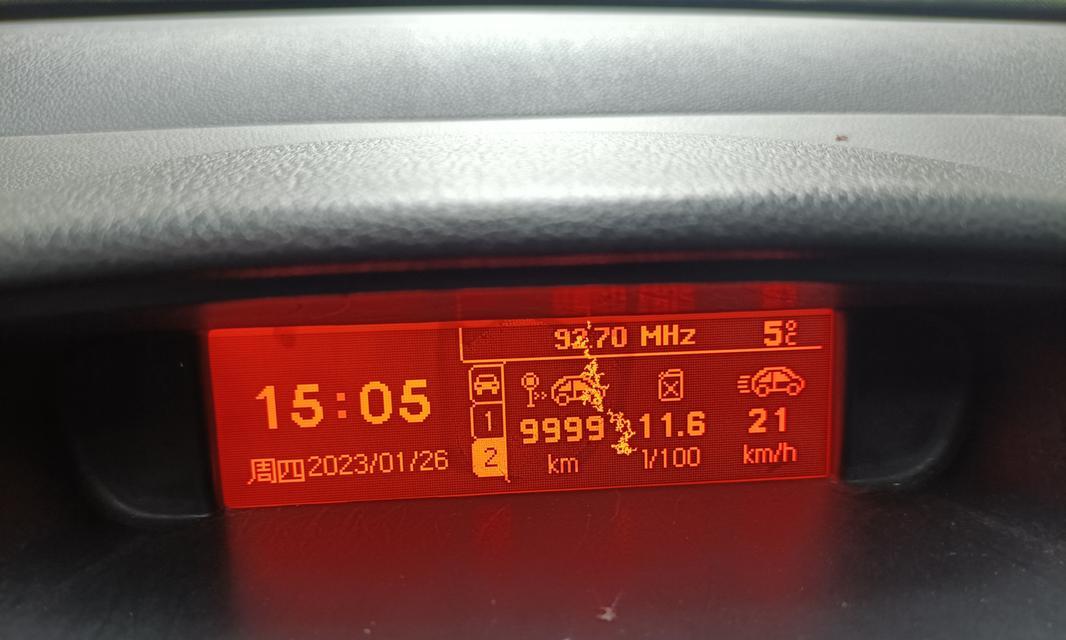 92.70 MHz 5°C
15:05
周四2023/01/26
1
2
9999 11.6 21
km l/100 km/h